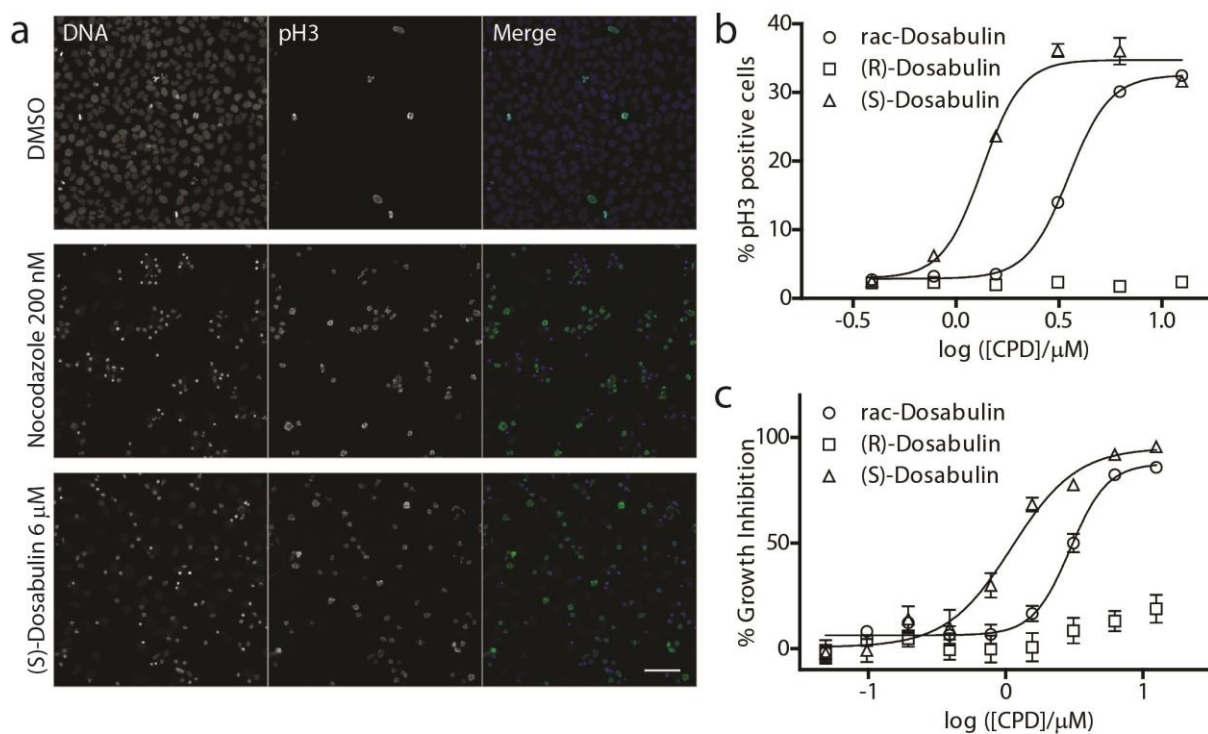 a
DNA
pH3
Merge
DMSO
Nocodazole 200 nM
(S)-Dosabulin 6 μM
b
rac-Dosabulin
(R)-Dosabulin
(S)-Dosabulin
% pH3 positive cells
40
30
20
10
0
-0.5
0.0
0.5
1.0
log ([CPD]/μM)
c
rac-Dosabulin
(R)-Dosabulin
(S)-Dosabulin
% Growth Inhibition
100
50
0
-1
0
1
log ([CPD]/μM)